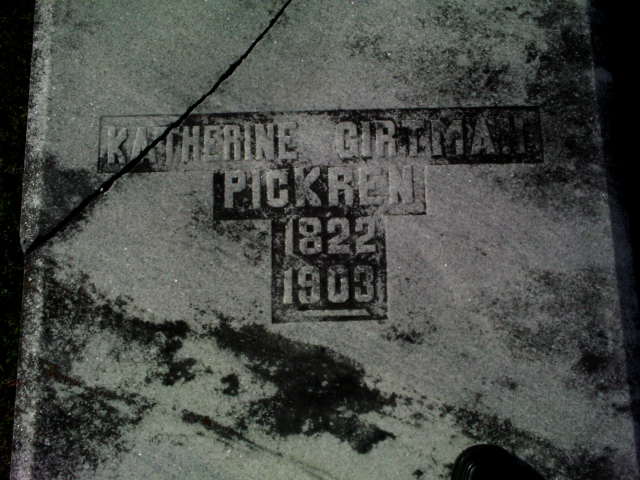 KATHERINE GIRTMAN
PICKREN
1822
1903